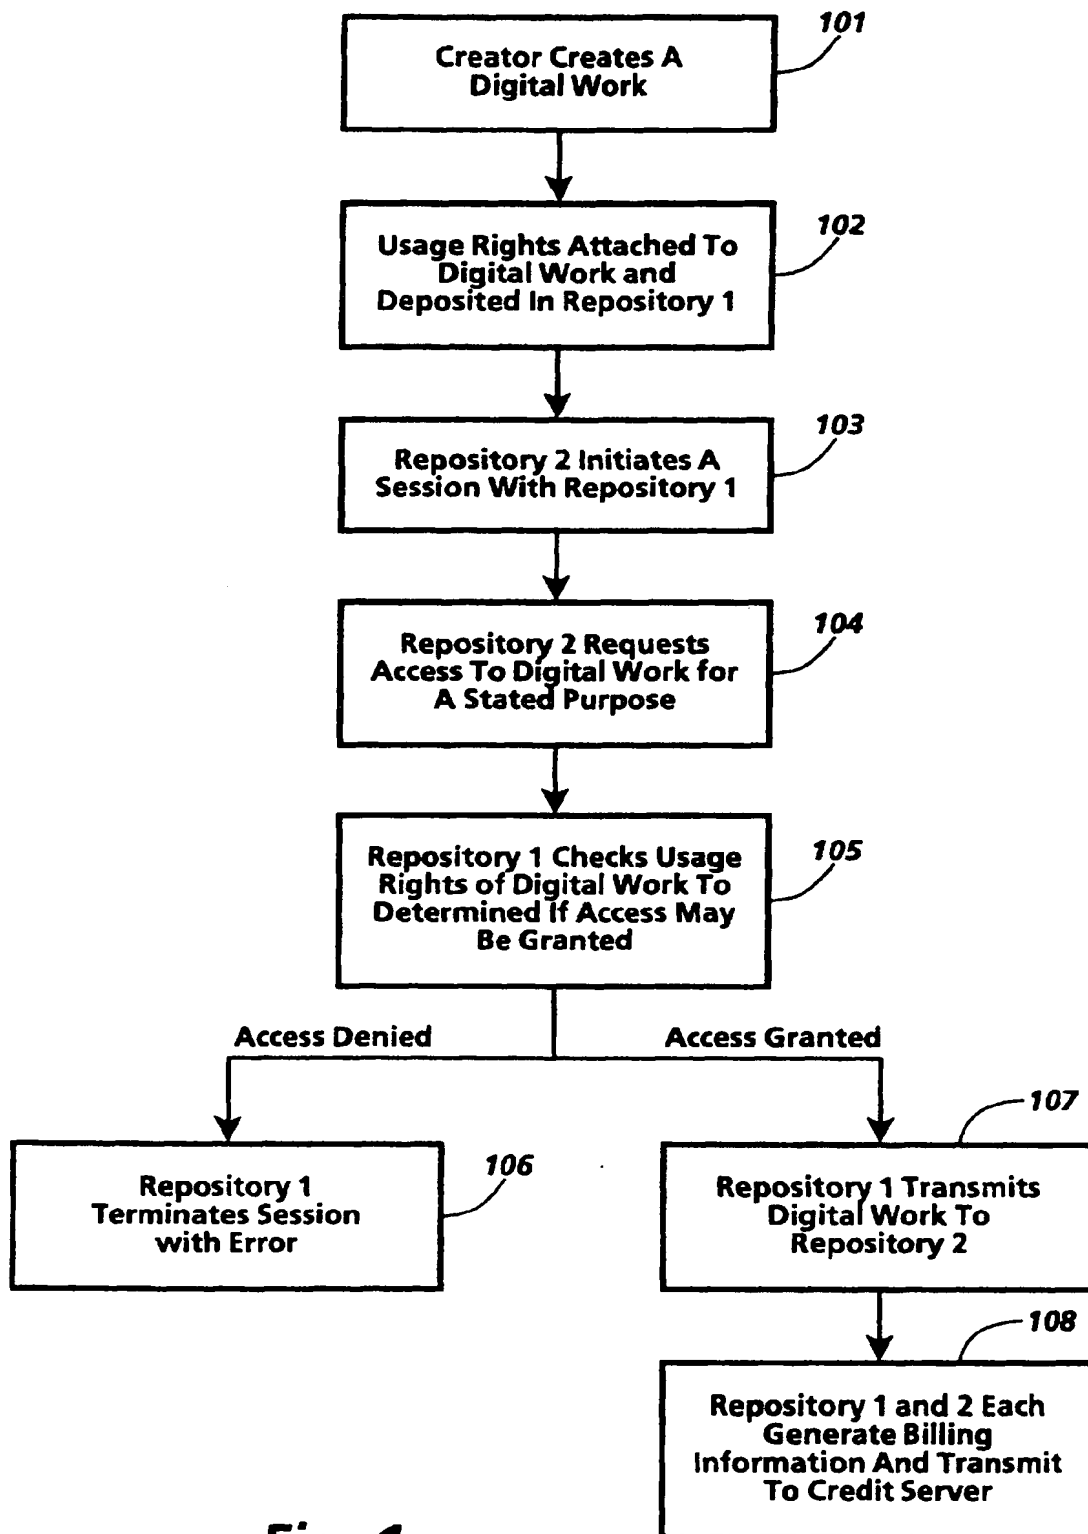 101
Creator Creates A
Digital Work
102
Usage Rights Attached To
Digital Work and
Deposited In Repository 1
103
Repository 2 Initiates A
Session With Repository 1
104
Repository 2 Requests
Access To Digital Work for
A Stated Purpose
105
Repository 1 Checks Usage
Rights of Digital Work To
Determined If Access May
Be Granted
Access Denied
Access Granted
106
Repository 1
Terminates Session
with Error
107
Repository 1 Transmits
Digital Work To
Repository 2
108
Repository 1 and 2 Each
Generate Billing
Information And Transmit
To Credit Server